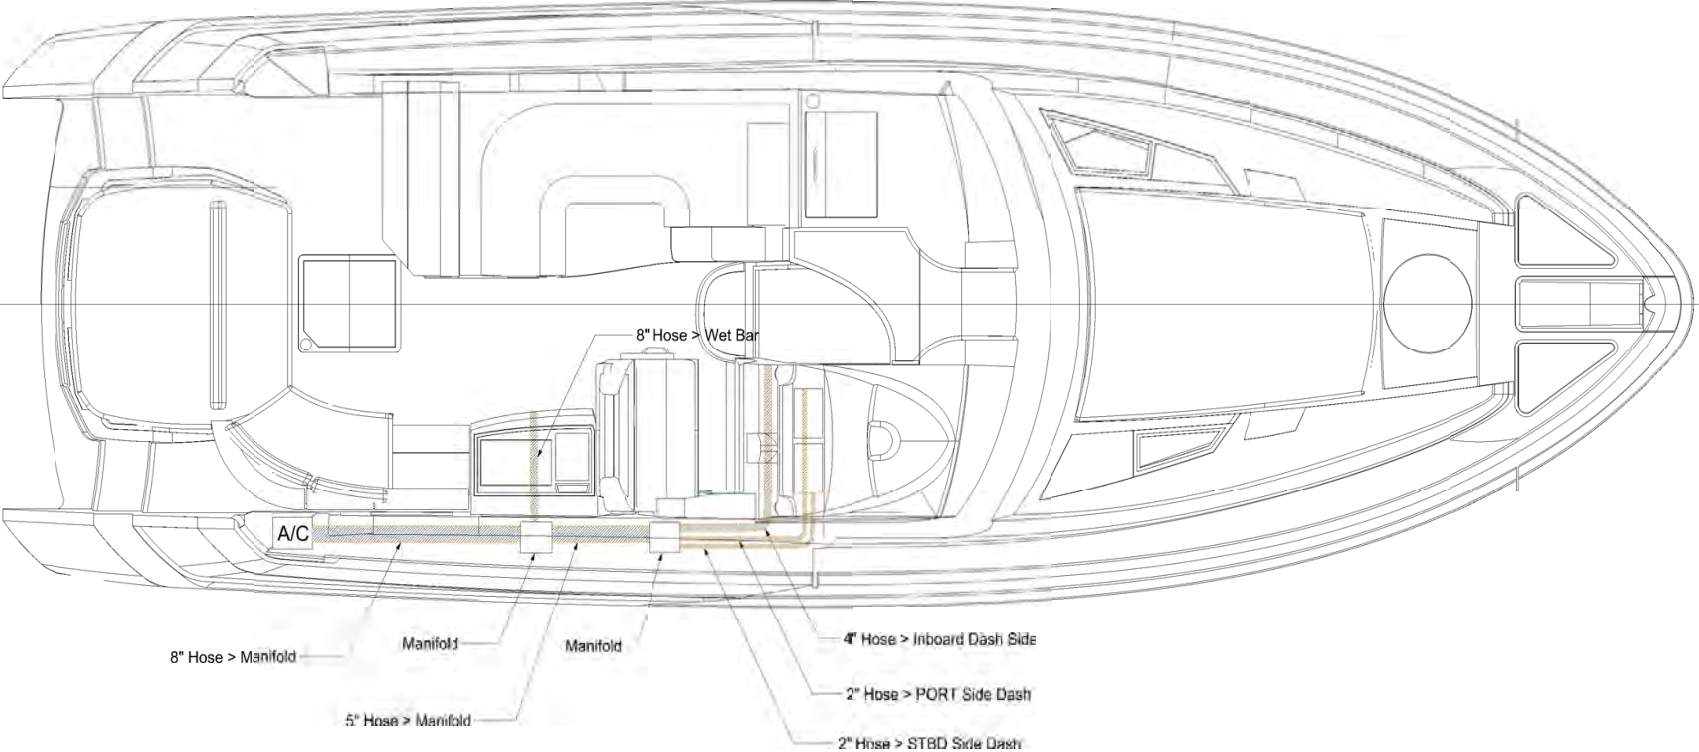 8" Hose > Wet Bar
A/C
8" Hose > Manifold
Manifold
Manifold
5" Hose > Manifold
4" Hose > Inboard Dash Side
2" Hose > PORT Side Dash
2" Hose > STBD Side Dash